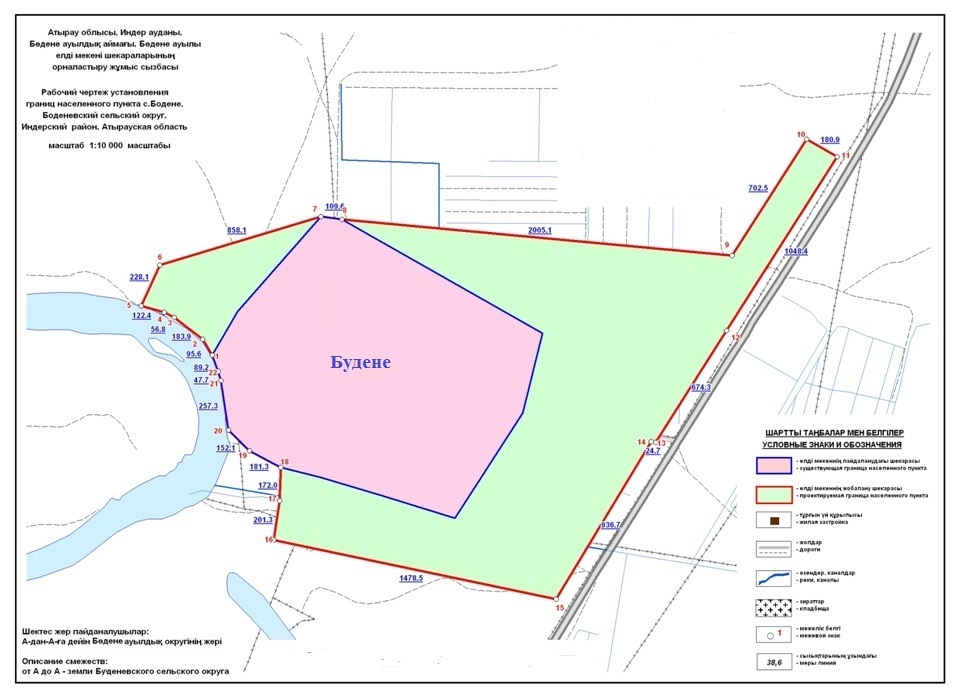 Атырау облысы, Индер ауданы,
Бөдене ауылдық аймағы, Бөдене ауылы
елді мекені шекараларының
орналастыру жұмыс сызбасы
Рабочий чертеж установления
границ населенного пункта с.Бодене,
Боденевский сельский округ,
Индерский район, Атырауская область
масштаб 1:10 000 масштабы
10
180.9
11
702.5
7
109.6
8
858.1
2005.1
9
1048.4
6
228.1
5
122.4
4
3
56.8
183.9
2
95.6
1
12
Будене
89.2
22
47.7
21
674.3
257.3
20
14
13
24.7
152.1
19
181.3
18
172.0
17
201.3
16
936.7
1478.5
15
ШАРТТЫ ТАҢБАЛАР МЕН БЕЛГІЛЕР
УСЛОВНЫЕ ЗНАКИ И ОБОЗНАЧЕНИЯ
- елді мекеннің пайдаланудағы шекарасы
- существующая граница населенного пункта
- елді мекеннің жобалану шекарасы
- проектируемая граница населенного пункта
- тұрғын үй құрылысы
- жилая застройка
- жолдар
- дороги
- өзендер, каналдар
- реки, каналы
- зираттар
- кладбища
1
- межелік белгі
- межевой знак
38,6
- сызықтарының ұзындағы
- меры линий
Шектес жер пайдаланушылар:
А-дан-А-ға дейін Бөдене ауылдық округінің жері
Описание смежеств:
от А до А - земли Буденевского сельского округа